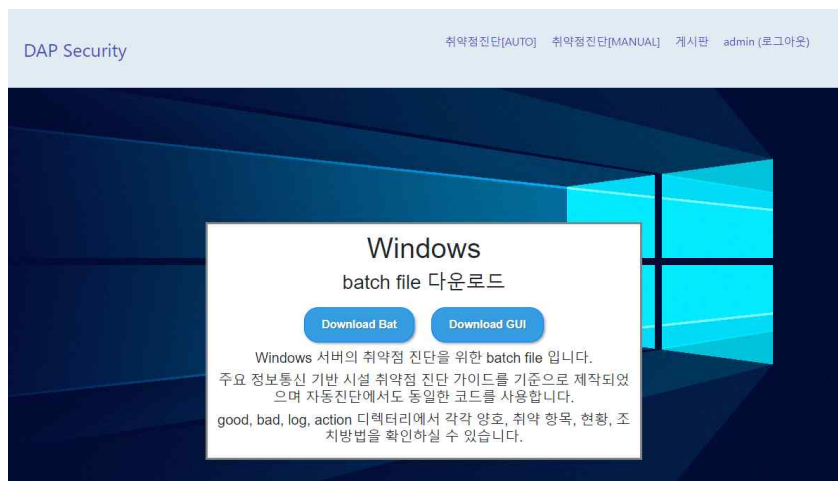 DAP Security
취약점진단[AUTO] 취약점진단[MANUAL] 게시판 admin (로그아웃)
Windows
batch file 다운로드
Download Bat Download GUI
Windows 서버의 취약점 진단을 위한 batch file 입니다.
주요 정보통신 기반 시설 취약점 진단 가이드를 기준으로 제작되었
으며 자동진단에서도 동일한 코드를 사용합니다.
good, bad, log, action 디렉터리에서 각각 양호, 취약 항목, 현황, 조
치방법을 확인하실 수 있습니다.